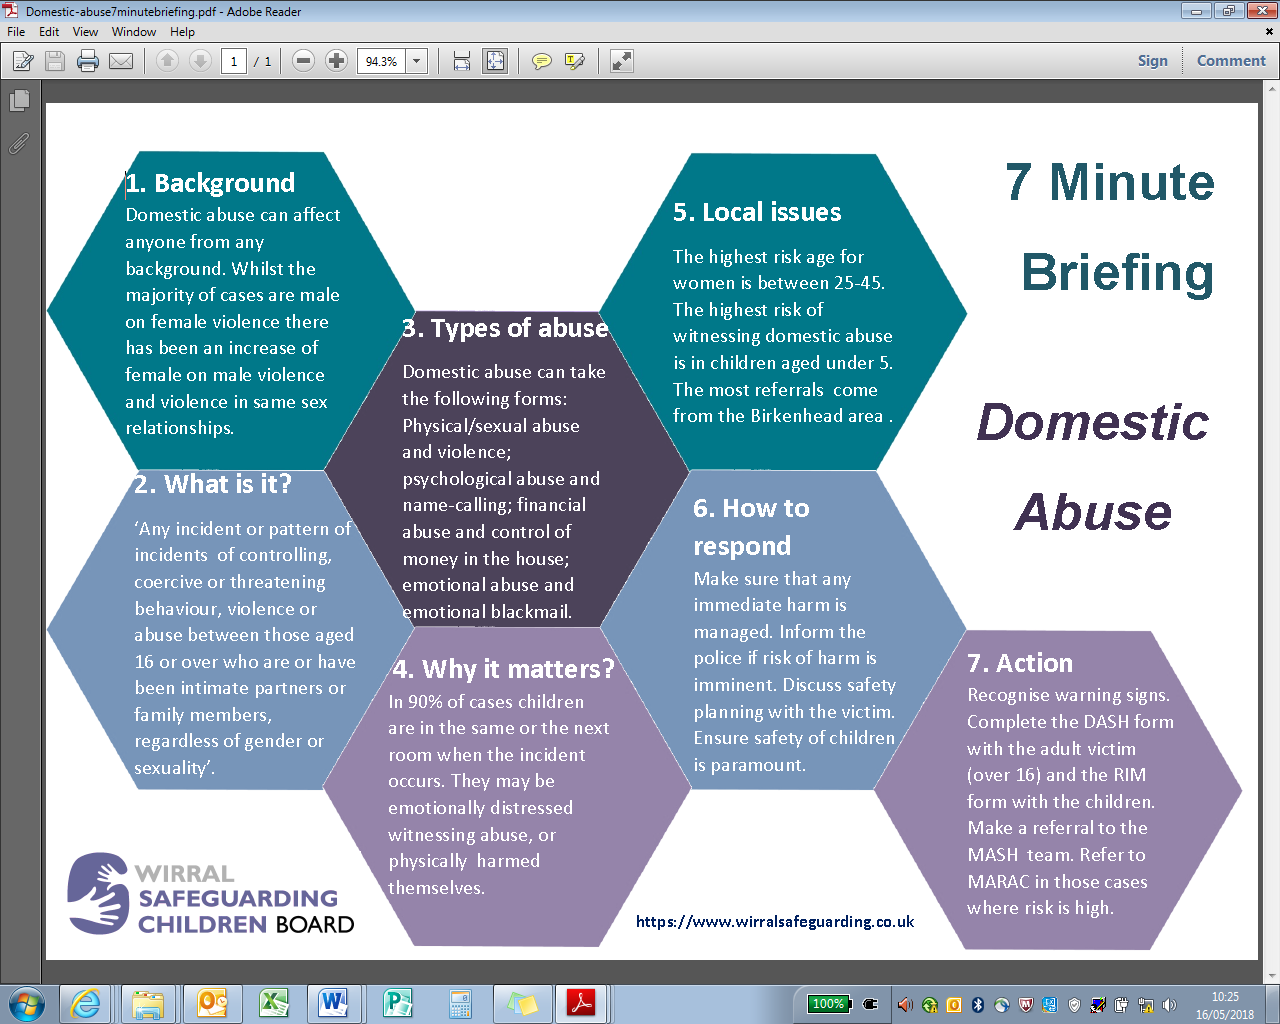 Domestic-abuse7minutebriefing.pdf - Adobe Reader
File Edit View Window Help
1 / 1 94.3% Sign Comment
7 Minute
Briefing
Domestic
Abuse
1. Background
Domestic abuse can affect
anyone from any
background. Whilst the
majority of cases are male
on female violence there
has been an increase of
female on male violence
and violence in same sex
relationships.
2. What is it?
‘Any incident or pattern of
incidents  of controlling,
coercive or threatening
behaviour, violence or
abuse between those aged
16 or over who are or have
been intimate partners or
family members,
regardless of gender or
sexuality’.
3. Types of abuse
Domestic abuse can take
the following forms:
Physical/sexual abuse
and violence;
psychological abuse and
name-calling; financial
abuse and control of
money in the house;
emotional abuse and
emotional blackmail.
4. Why it matters?
In 90% of cases children
are in the same or the next
room when the incident
occurs. They may be
emotionally distressed
witnessing abuse, or
physically  harmed
themselves.
5. Local issues
The highest risk age for
women is between 25-45.
The highest risk of
witnessing domestic abuse
is in children aged under 5.
The most referrals  come
from the Birkenhead area .
6. How to
respond
Make sure that any
immediate harm is
managed. Inform the
police if risk of harm is
imminent. Discuss safety
planning with the victim.
Ensure safety of children
is paramount.
7. Action
Recognise warning signs.
Complete the DASH form
with the adult victim
(over 16) and the RIM
form with the children.
Make a referral to the
MASH  team. Refer to
MARAC in those cases
where risk is high.
WIRRAL
SAFEGUARDING
CHILDREN BOARD
https://www.wirralsafeguarding.co.uk
100%
10:25
16/05/2018